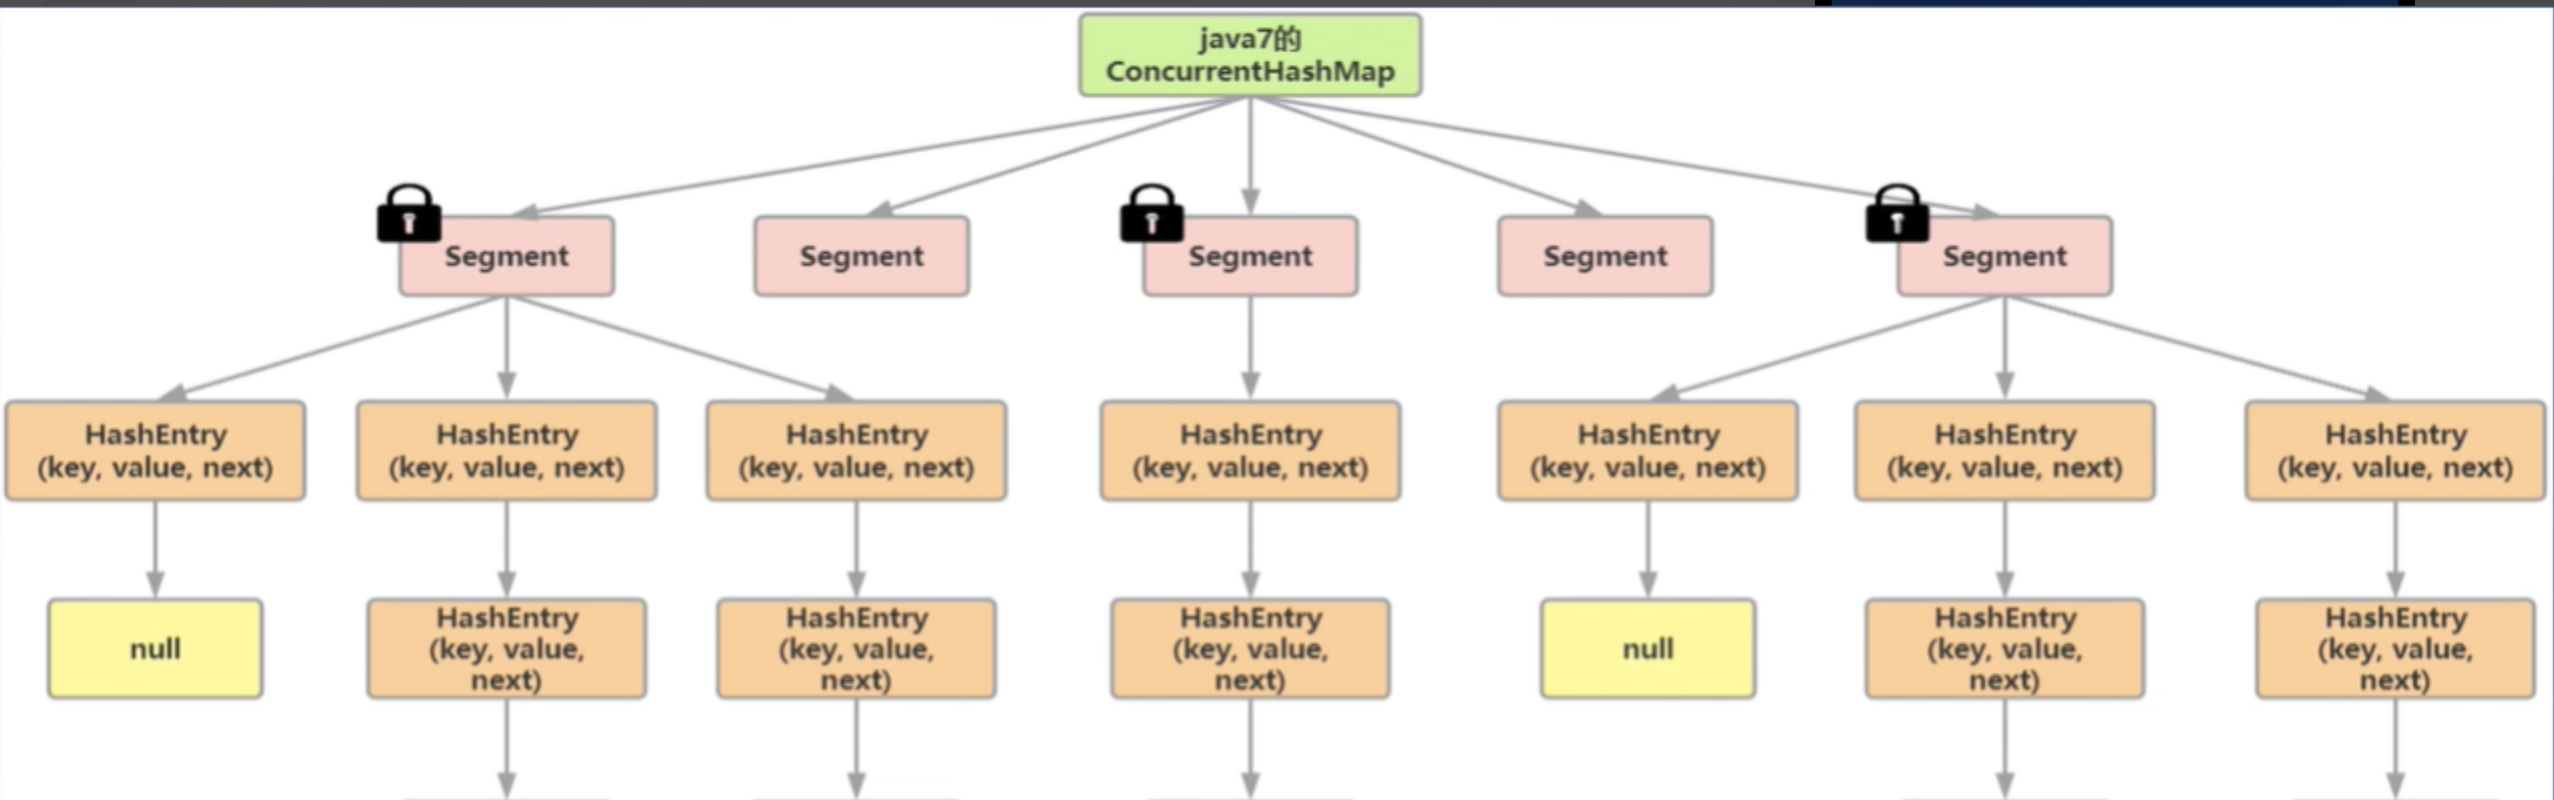 java7的
ConcurrentHashMap
Segment
Segment
Segment
Segment
Segment
HashEntry
(key, value, next)
HashEntry
(key, value, next)
HashEntry
(key, value, next)
HashEntry
(key, value, next)
HashEntry
(key, value, next)
HashEntry
(key, value, next)
HashEntry
(key, value, next)
null
HashEntry
(key, value,
next)
HashEntry
(key, value,
next)
HashEntry
(key, value,
next)
null
HashEntry
(key, value,
next)
HashEntry
(key, value,
next)